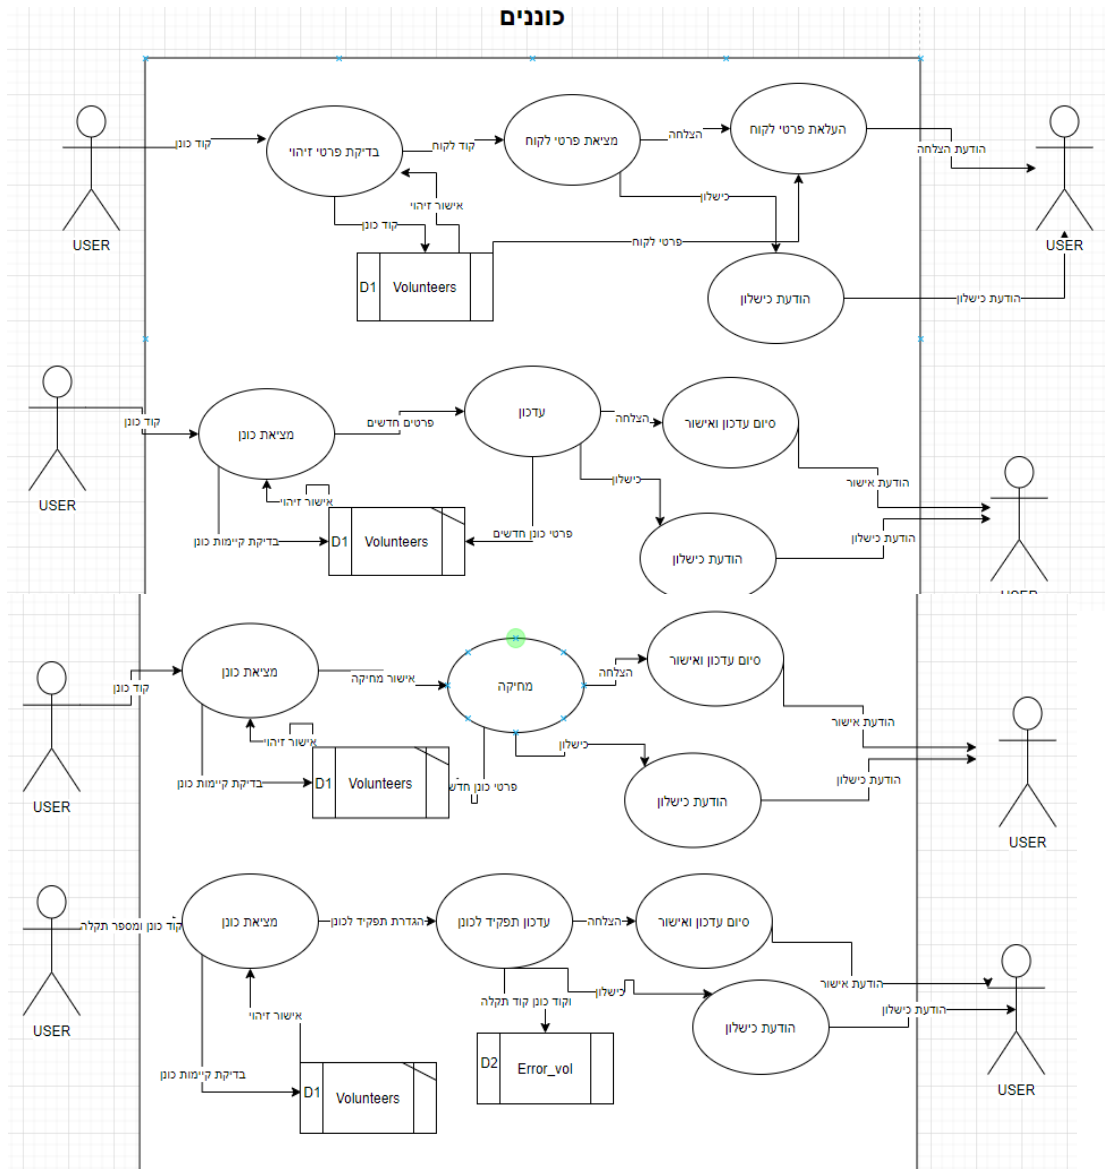 כוננים
קוד כונן
בדיקת פרטי זיהוי
קוד לקוח
מציאת פרטי לקוח
הצלחה
העלאת פרטי לקוח
הודעת הצלחה
USER
קוד כונן
אישור זיהוי
D1
Volunteers
פרטי לקוח
כישלון
הודעת כישלון
הודעת כישלון
USER
קוד כונן
מציאת כונן
פרטים חדשים
עדכון
הצלחה
סיום עדכון ואישור
הודעת אישור
USER
אישור זיהוי
בדיקת קיימות כונן
D1
Volunteers
פרטי כונן חדשים
כישלון
הודעת כישלון
הודעת כישלון
USER
קוד כונן
מציאת כונן
אישור מחיקה
מחיקה
הצלחה
סיום עדכון ואישור
הודעת אישור
USER
אישור זיהוי
בדיקת קיימות כונן
D1
Volunteers
פרטי כונן חדש
כישלון
הודעת כישלון
הודעת כישלון
USER
קוד כונן ומספר תקלה
מציאת כונן
הגדרת תפקיד לכונן
עדכון תפקיד לכונן
הצלחה
סיום עדכון ואישור
הודעת אישור
USER
אישור זיהוי
בדיקת קיימות כונן
D1
Volunteers
וקוד כונן קוד תקלה
D2
Error_vol
כישלון
הודעת כישלון
הודעת כישלון
USER